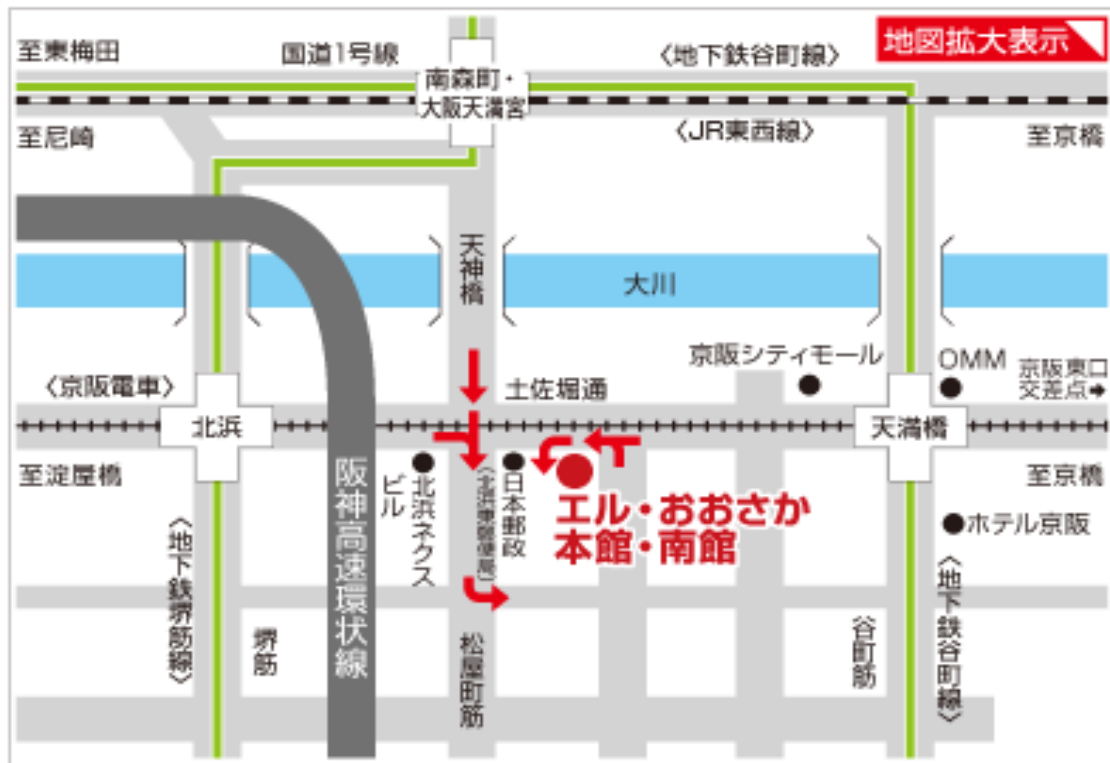 地図拡大表示
至東梅田
国道1号線
〈地下鉄谷町線〉
南森町・
大阪天満宮
至尼崎
〈JR東西線〉
至京橋
天神橋
大川
京阪シティモール
OMM
京阪東口
交差点➔
〈京阪電車〉
土佐堀通
北浜
天満橋
至淀屋橋
至京橋
阪神高速環状線
北浜ネクス
ビル
〈北浜東郵便局〉
日本郵政
エル・おおさか
本館・南館
ホテル京阪
〈地下鉄堺筋線〉
堺筋
松屋町筋
谷町筋
〈地下鉄谷町線〉